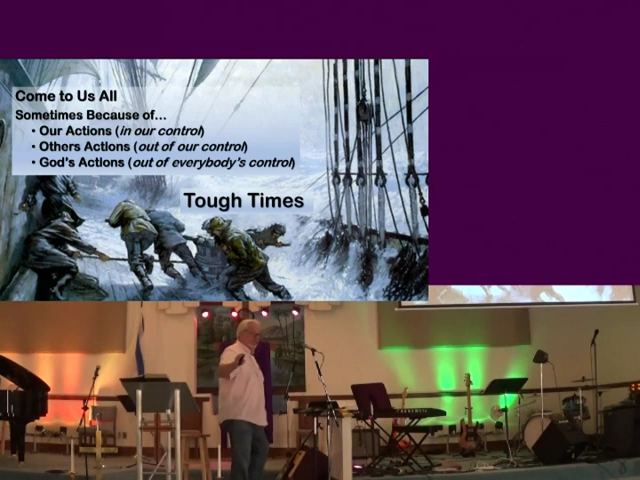 Come to Us All
Sometimes Because of...
• Our Actions (in our control)
• Others Actions (out of our control)
• God's Actions (out of everybody's control)
Tough Times